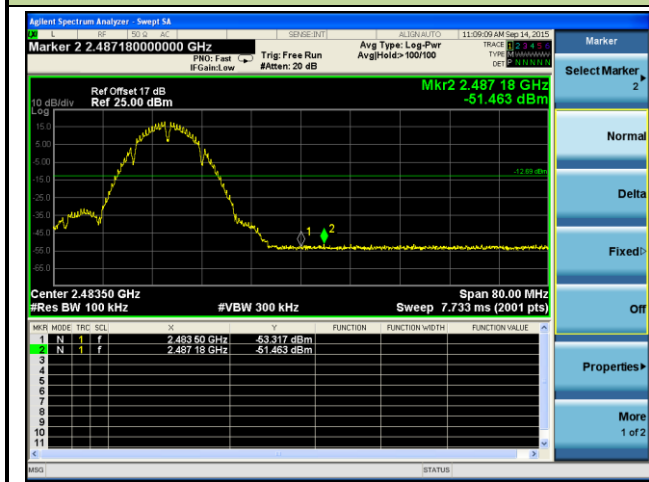 Agilent Spectrum Analyzer - Swept SA
LXI L RF 50 Ω AC SENSE:INT ALIGN AUTO 11:09:09 AM Sep 14, 2015
Marker 2 2.487180000000 GHz
PNO: Fast
IFGain:Low
Trig: Free Run
#Atten: 20 dB
Avg Type: Log-Pwr
Avg|Hold:> 100/100
TRACE 1 2 3 4 5 6
TYPE M
DET P N N N N N
Mkr2 2.487 18 GHz
-51.463 dBm
Ref Offset 17 dB
10 dB/div Ref 25.00 dBm
Log
15.0
5.00
-5.00
-12.69 dBm
-15.0
-25.0
-35.0
-45.0
-55.0
-65.0
1
2
Center 2.48350 GHz Span 80.00 MHz
#Res BW 100 kHz #VBW 300 kHz Sweep 7.733 ms (2001 pts)
MKR MODE TRC SCL X Y FUNCTION FUNCTION WIDTH FUNCTION VALUE
1 N 1 f 2.483 50 GHz -53.317 dBm
2 N 1 f 2.487 18 GHz -51.463 dBm
3
4
5
6
7
8
9
10
11
MSG STATUS
Marker
Select Marker
2
Normal
Delta
Fixed
Off
Properties
More
1 of 2